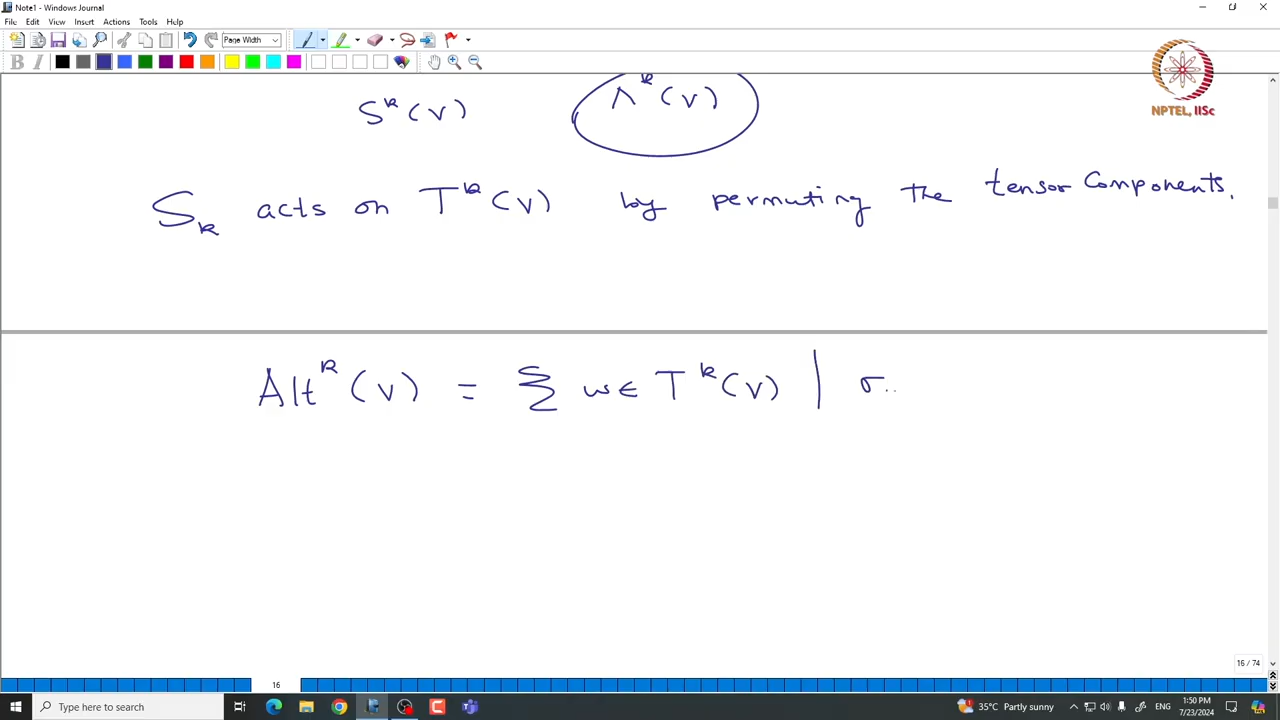 Note1 - Windows Journal
File Edit View Insert Actions Tools Help
Page Width
NPTEL, IISc
S^k(V) Λ^k(V)
S_k acts on T^k(V) by permuting the tensor components.
Alt^k(V) = { w ∈ T^k(V) | σ..
16 / 74
16
Type here to search
35°C Partly sunny
ENG
1:50 PM
7/23/2024